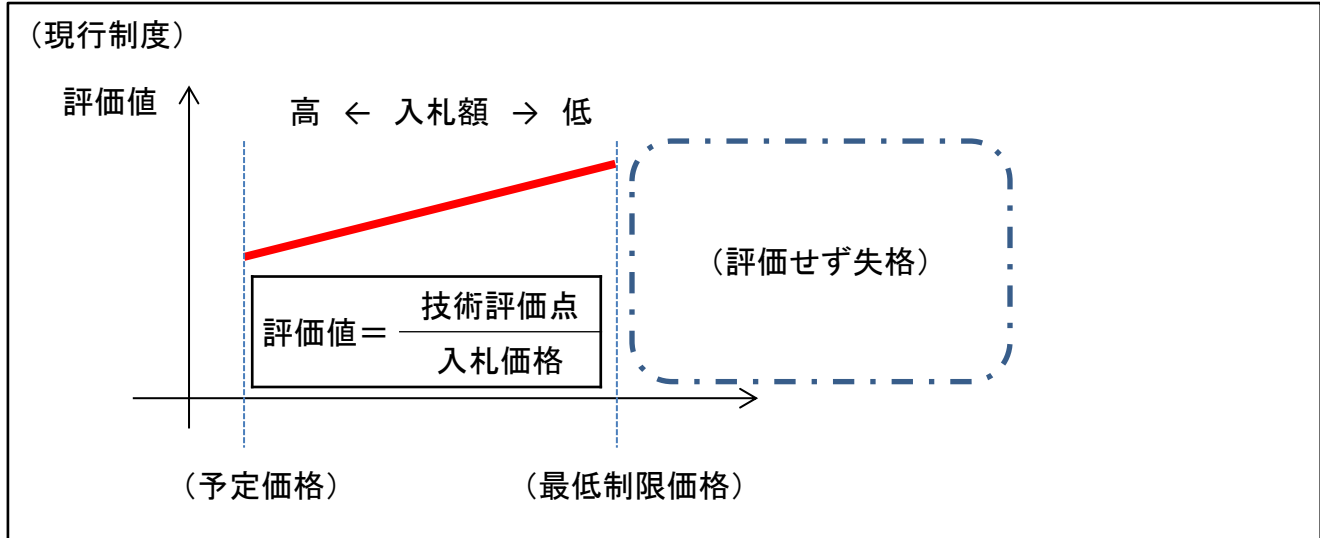 （現行制度）
評価値
高 ← 入札額 → 低
（評価せず失格）
評価値＝
技術評価点
入札価格
（予定価格）
（最低制限価格）